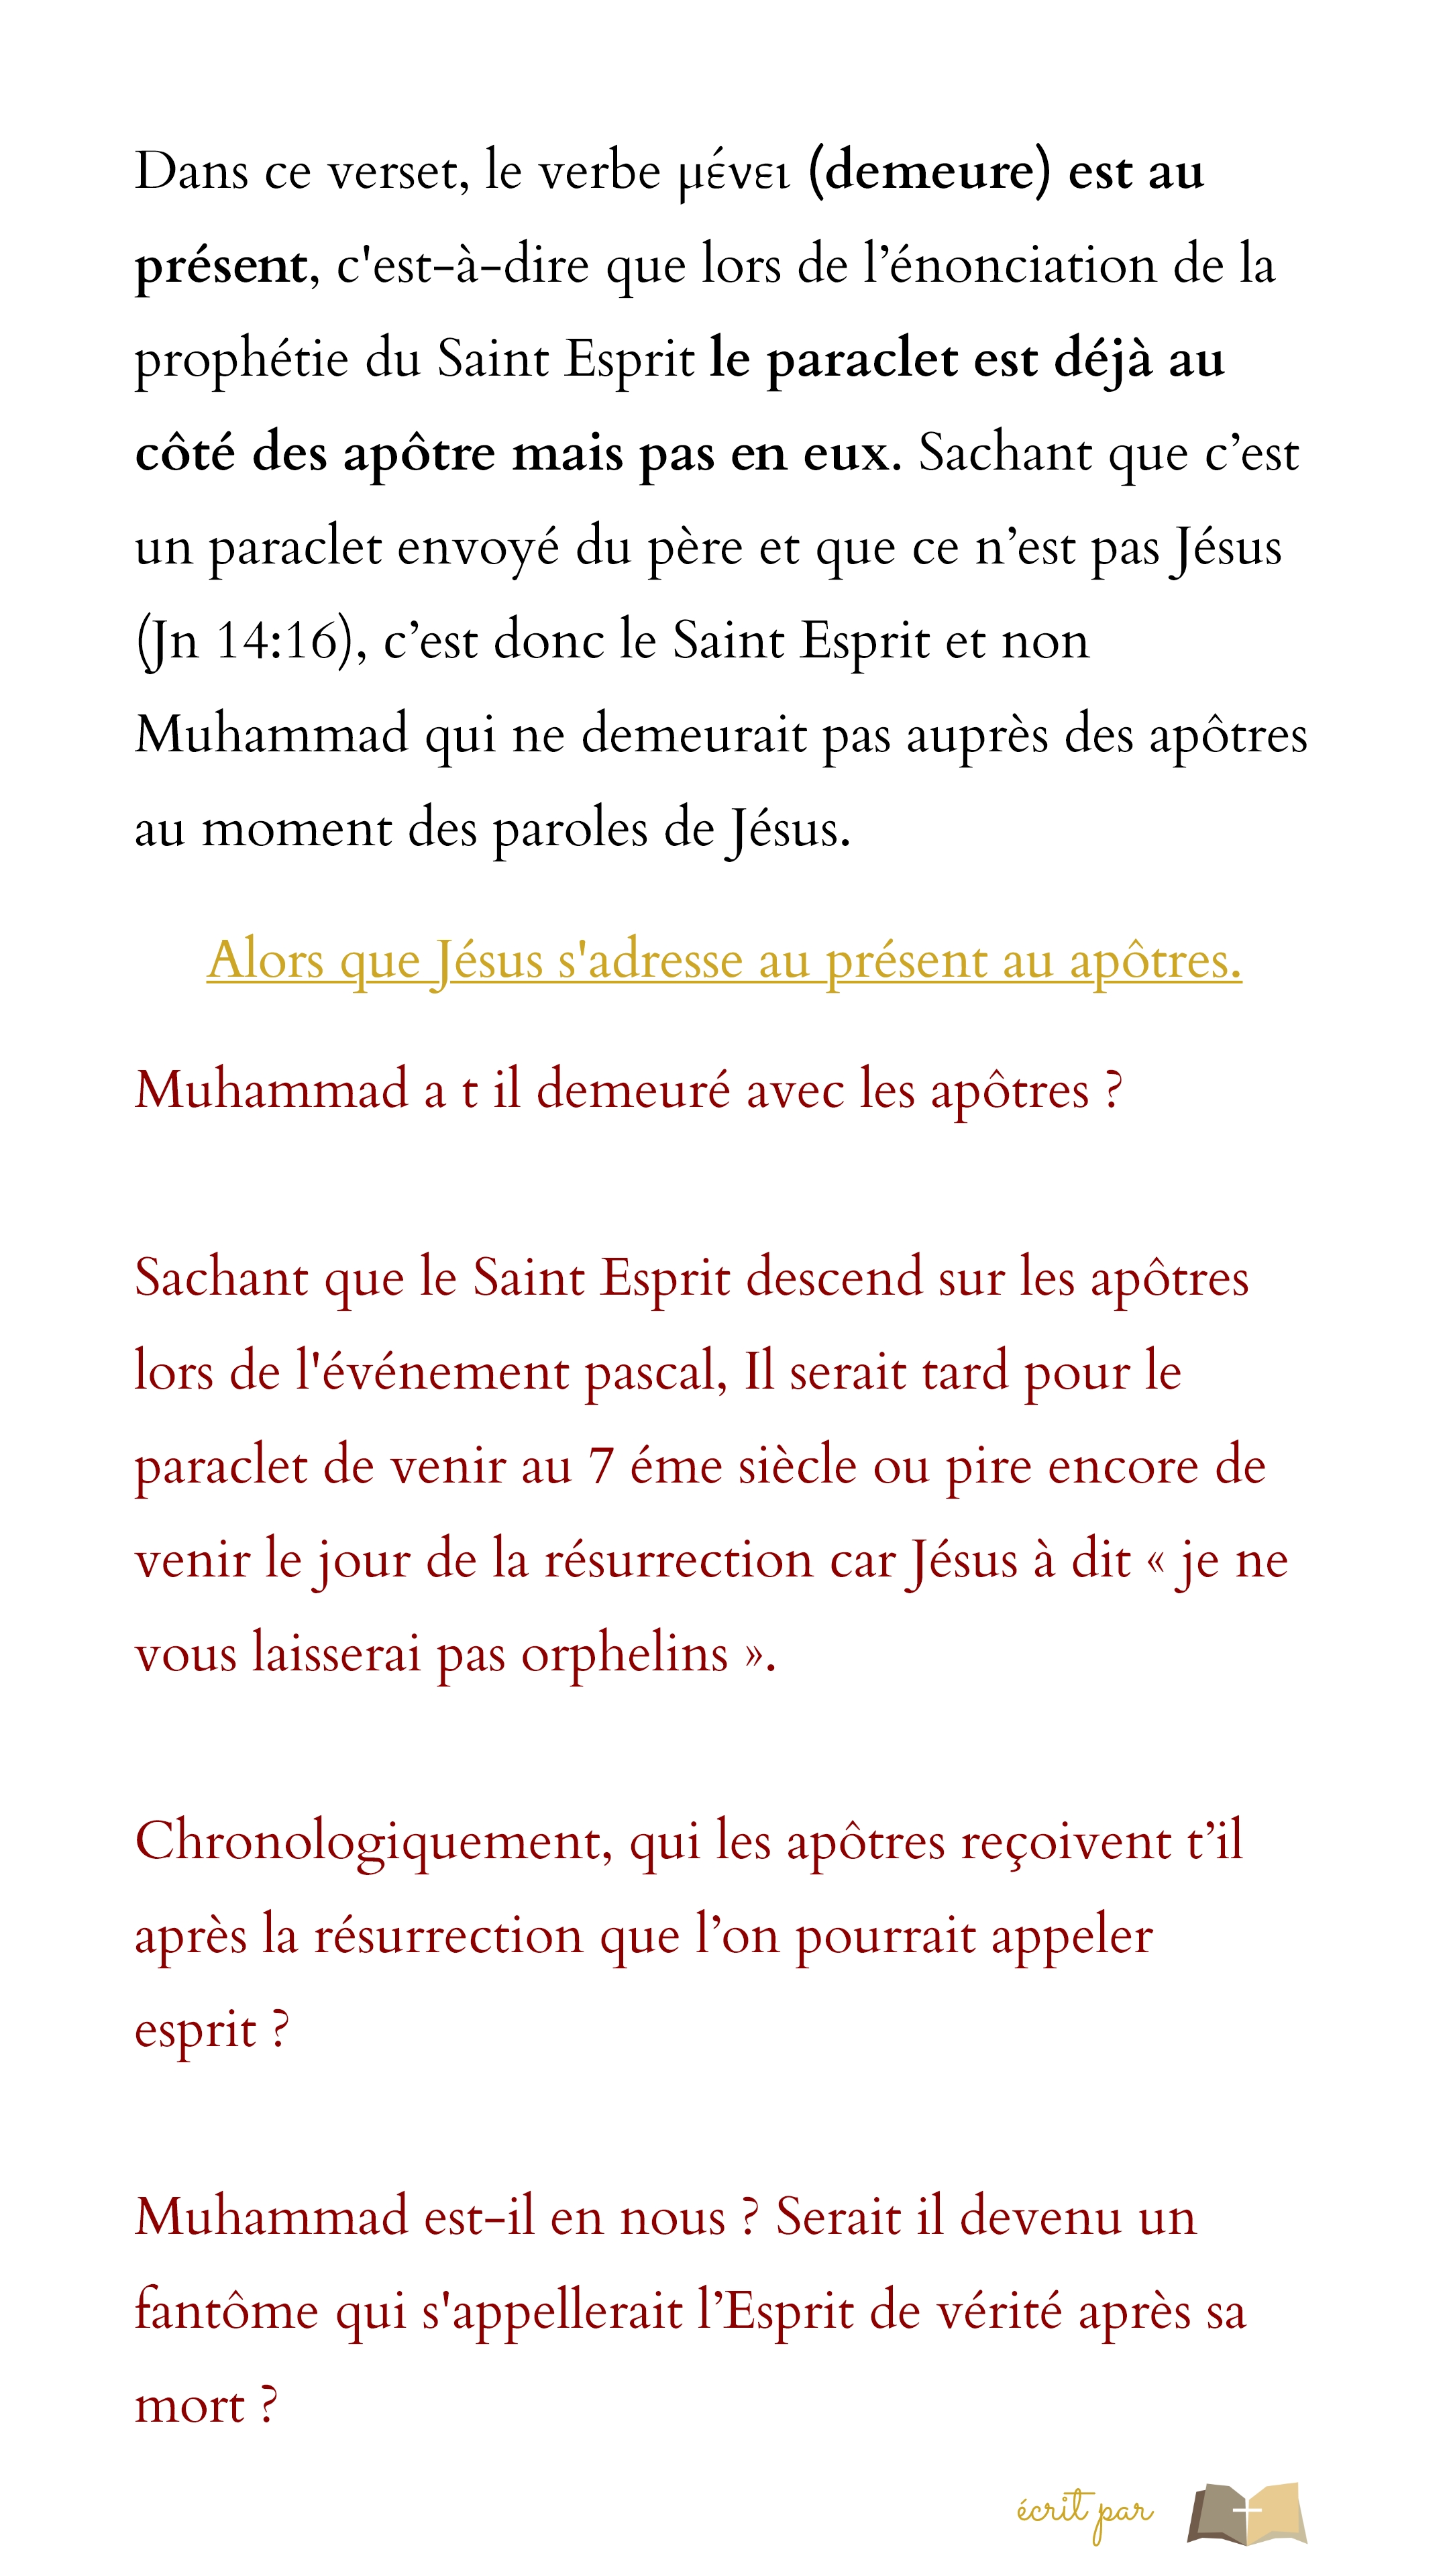 Dans ce verset, le verbe μένει (demeure) est au
présent, c'est-à-dire que lors de l’énonciation de la
prophétie du Saint Esprit le paraclet est déjà au
côté des apôtre mais pas en eux. Sachant que c’est
un paraclet envoyé du père et que ce n’est pas Jésus
(Jn 14:16), c’est donc le Saint Esprit et non
Muhammad qui ne demeurait pas auprès des apôtres
au moment des paroles de Jésus.
Alors que Jésus s'adresse au présent au apôtres.
Muhammad a t il demeuré avec les apôtres ?
Sachant que le Saint Esprit descend sur les apôtres
lors de l'événement pascal, Il serait tard pour le
paraclet de venir au 7 éme siècle ou pire encore de
venir le jour de la résurrection car Jésus à dit « je ne
vous laisserai pas orphelins ».
Chronologiquement, qui les apôtres reçoivent t’il
après la résurrection que l’on pourrait appeler
esprit ?
Muhammad est-il en nous ? Serait il devenu un
fantôme qui s'appellerait l’Esprit de vérité après sa
mort ?
écrit par